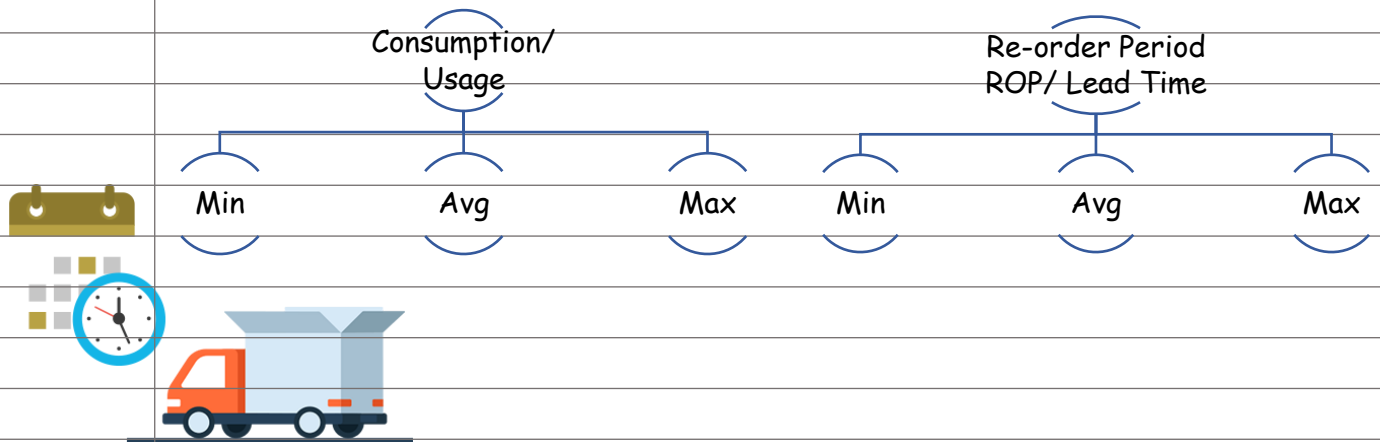 Consumption/
Usage
Re-order Period
ROP/ Lead Time
Min
Avg
Max
Min
Avg
Max